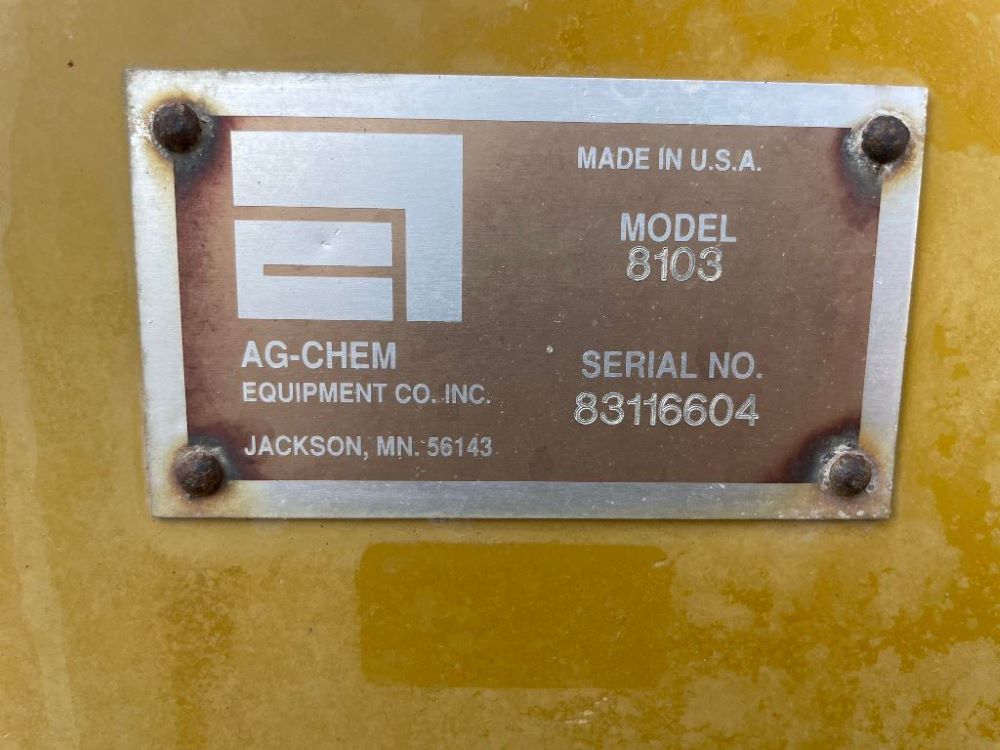 MADE IN U.S.A.
MODEL
8103
AG-CHEM
EQUIPMENT CO. INC.
JACKSON, MN. 56143
SERIAL NO.
83116604